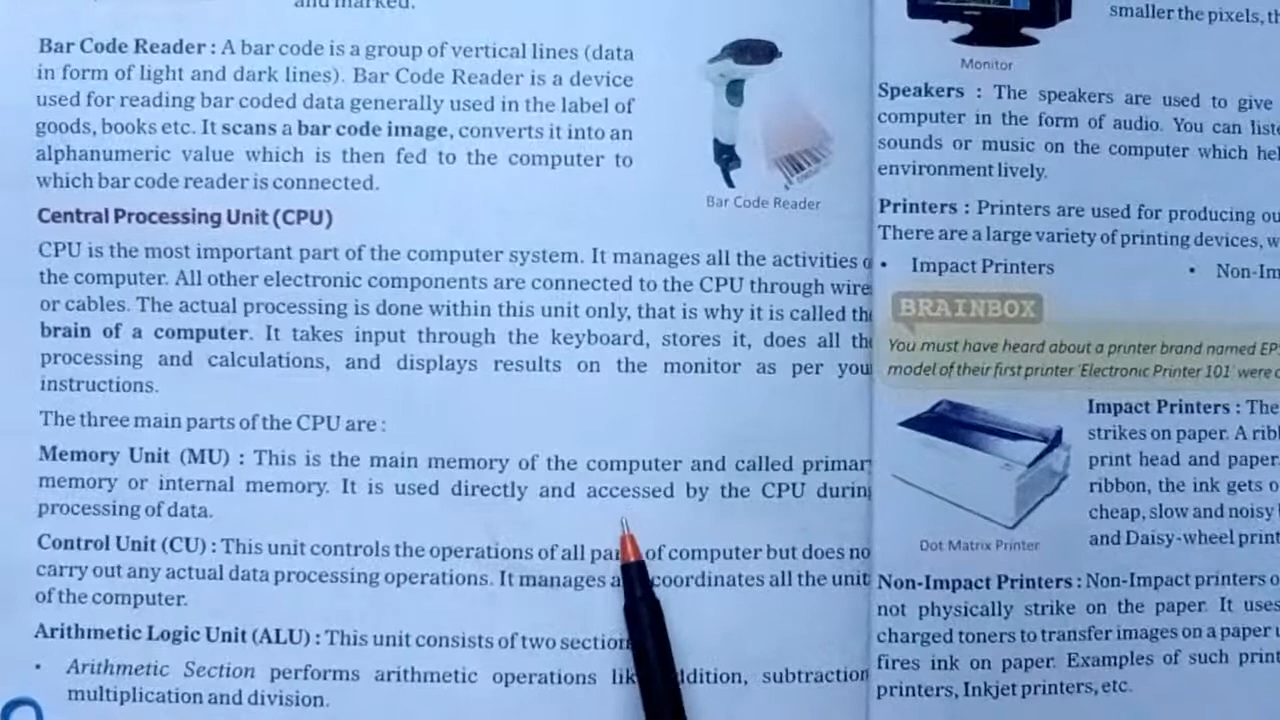 and marked.
Bar Code Reader : A bar code is a group of vertical lines (data
in form of light and dark lines). Bar Code Reader is a device
used for reading bar coded data generally used in the label of
goods, books etc. It scans a bar code image, converts it into an
alphanumeric value which is then fed to the computer to
which bar code reader is connected.
Bar Code Reader
Central Processing Unit (CPU)
CPU is the most important part of the computer system. It manages all the activities
the computer. All other electronic components are connected to the CPU through wire
or cables. The actual processing is done within this unit only, that is why it is called
brain of a computer. It takes input through the keyboard, stores it, does all
processing and calculations, and displays results on the monitor as per
instructions.
The three main parts of the CPU are :
Memory Unit (MU) : This is the main memory of the computer and called
memory or internal memory. It is used directly and accessed by the CPU
processing of data.
Control Unit (CU) : This unit controls the operations of all of computer but does
carry out any actual data processing operations. It manages coordinates all the unit
of the computer.
Arithmetic Logic Unit (ALU) : This unit consists of two
• Arithmetic Section performs arithmetic operations subtraction
multiplication and division.
smaller the pixels,
Monitor
Speakers : The speakers are used to give
computer in the form of audio. You can
sounds or music on the computer which
environment lively.
Printers : Printers are used for producing
There are a large variety of printing devices,
• Impact Printers
•
BRAINBOX
You must have heard about a printer brand named
model of their first printer 'Electronic Printer 101' were
Impact Printers : The
strikes on paper. A
print head and paper.
ribbon, the ink gets
cheap, slow and noisy
and Daisy-wheel
Dot Matrix Printer
Non-Impact Printers : Non-Impact printers
not physically strike on the paper. It uses
charged toners to transfer images on a paper
fires ink on paper. Examples of such
printers, Inkjet printers, etc.